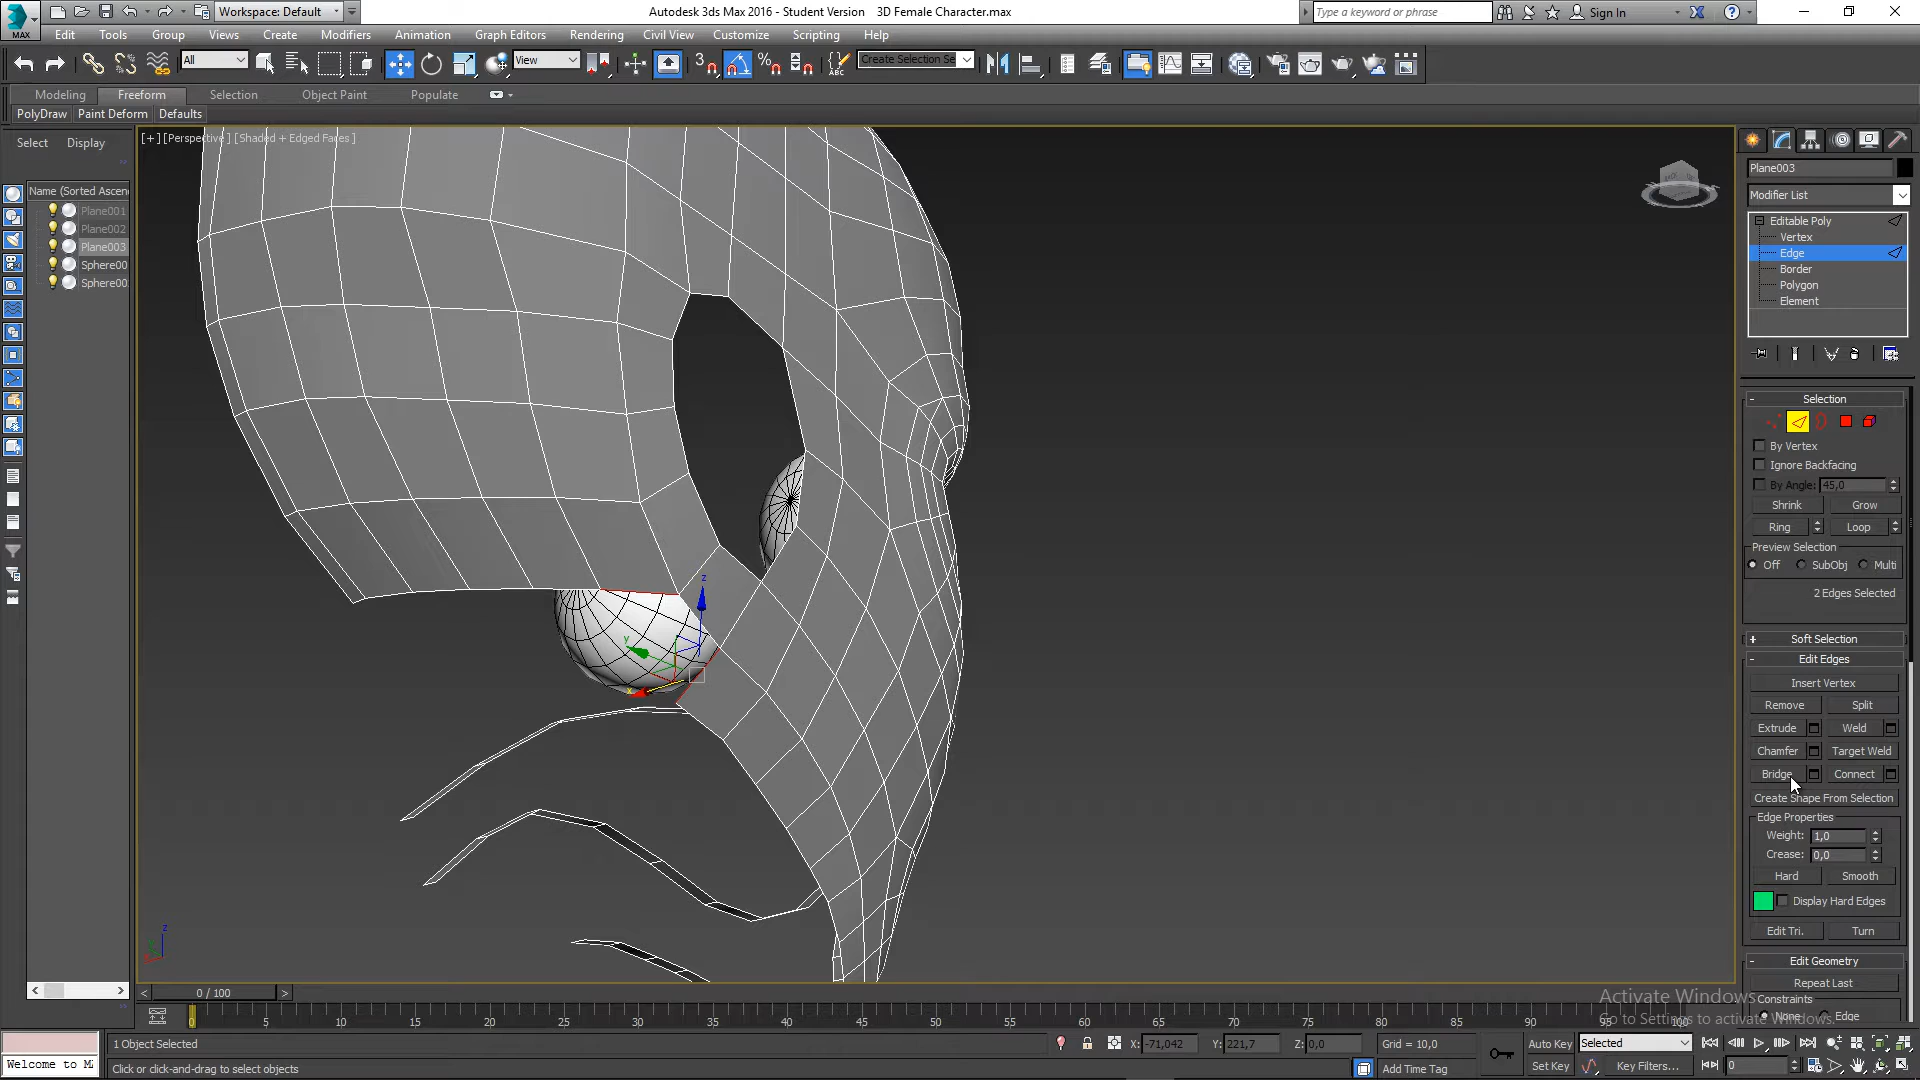 MAX
Workspace: Default
Autodesk 3ds Max 2016 - Student Version 3D Female Character.max
Type a keyword or phrase
Sign In
Edit Tools Group Views Create Modifiers Animation Graph Editors Rendering Civil View Customize Scripting Help
All
View
3
ABC
Create Selection Se
Modeling Freeform Selection Object Paint Populate
PolyDraw Paint Deform Defaults
Select Display
[+] [Perspective] [Shaded + Edged Faces]
Name (Sorted Ascen
Plane001
Plane002
Plane003
Sphere00
Sphere00
z
y
x
z
Plane003
Modifier List
Editable Poly
Vertex
Edge
Border
Polygon
Element
- Selection
By Vertex
Ignore Backfacing
By Angle: 45,0
Shrink Grow
Ring Loop
Preview Selection
Off SubObj Multi
2 Edges Selected
+ Soft Selection
- Edit Edges
Insert Vertex
Remove Split
Extrude Weld
Chamfer Target Weld
Bridge Connect
Create Shape From Selection
Edge Properties
Weight: 1,0
Crease: 0,0
Hard Smooth
Display Hard Edges
Edit Tri. Turn
- Edit Geometry
Repeat Last
Constraints
None Edge
Activate Windows
Go to Settings to activate Windows.
< 0 / 100 >
0 5 10 15 20 25 30 35 40 45 50 55 60 65 70 75 80 85 90 95 100
Welcome to M
1 Object Selected
Click or click-and-drag to select objects
X: -71,042 Y: 221,7 Z: 0,0 Grid = 10,0
Add Time Tag
Auto Key Selected
Set Key Key Filters...
0